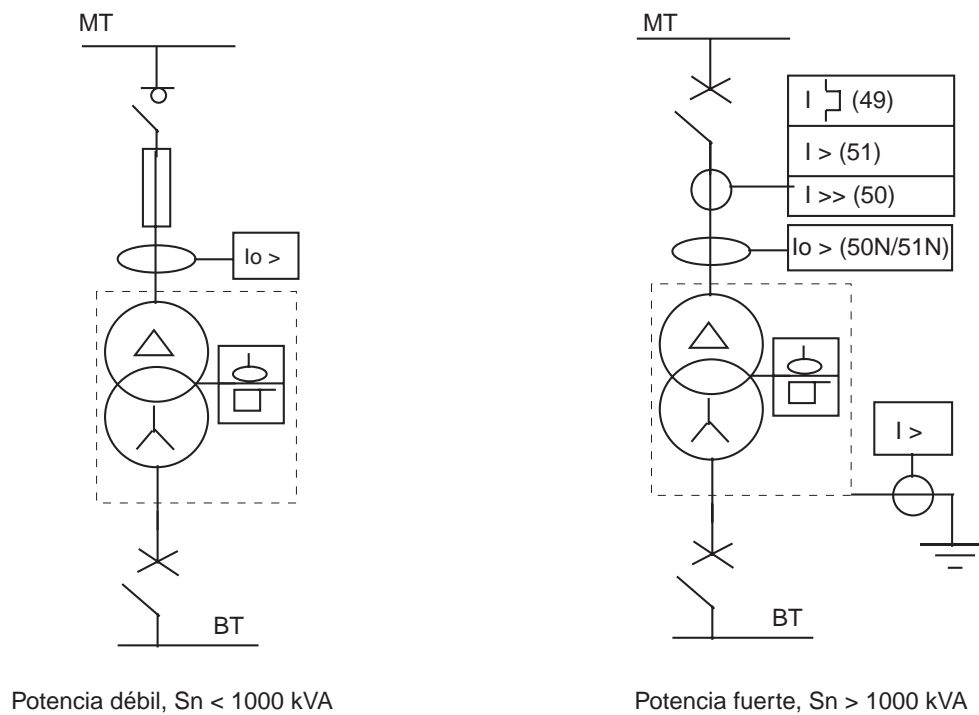 MT
Io >
BT
Potencia débil, Sn < 1000 kVA
MT
I (49)
I > (51)
I >> (50)
Io > (50N/51N)
I >
BT
Potencia fuerte, Sn > 1000 kVA